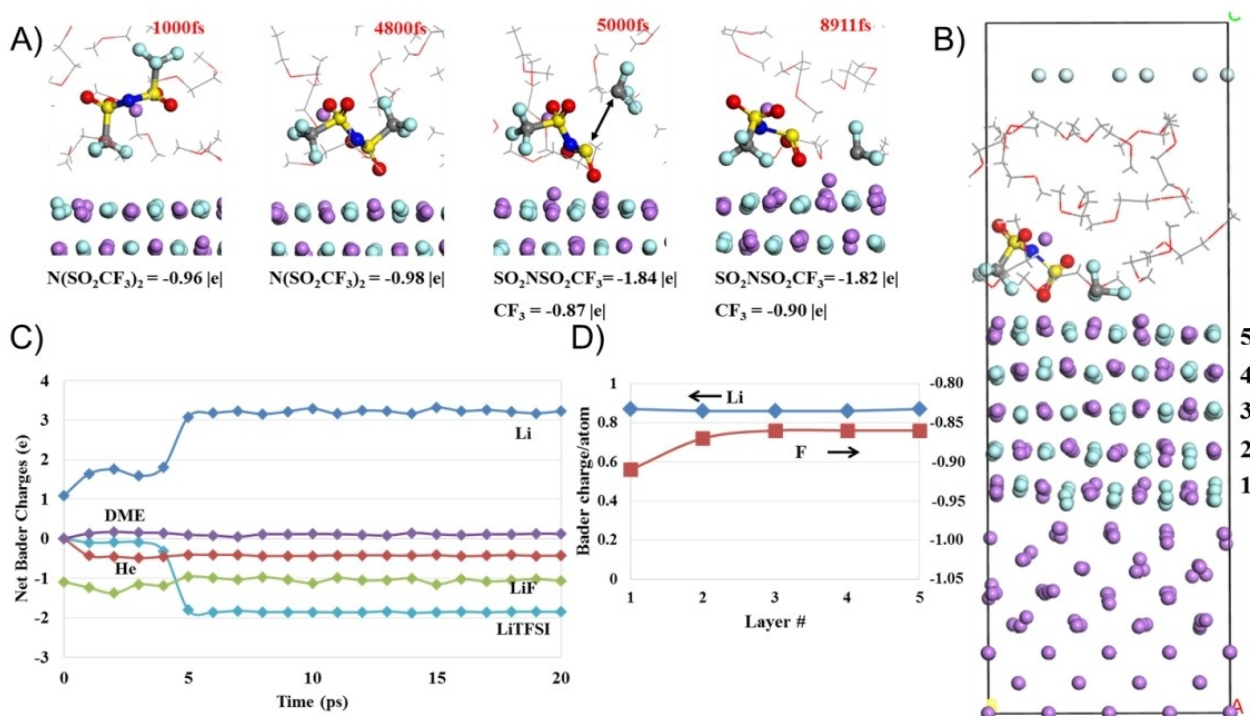 A)
1000fs
4800fs
5000fs
8911fs
N(SO₂CF₃)₂ = -0.96 |e|
N(SO₂CF₃)₂ = -0.98 |e|
SO₂NSO₂CF₃= -1.84 |e|
CF₃ = -0.87 |e|
SO₂NSO₂CF₃= -1.82 |e|
CF₃ = -0.90 |e|
B)
C
5
4
3
2
1
B
A
C)
Net Bader Charges (e)
4
3
2
1
0
-1
-2
-3
Li
DME
He
LiF
LiTFSI
0
5
10
15
20
Time (ps)
D)
Bader charge/atom
1
0.8
0.6
0.4
0.2
0
Li
F
-0.80
-0.85
-0.90
-0.95
-1.00
-1.05
1
2
3
4
5
Layer #